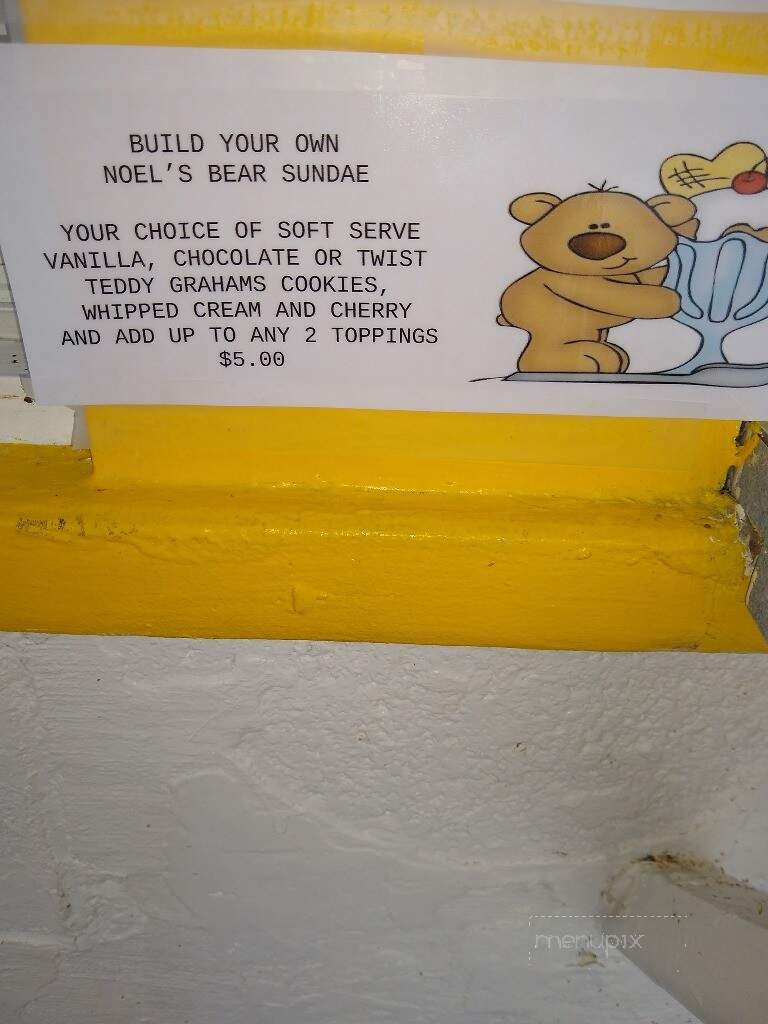 BUILD YOUR OWN
NOEL'S BEAR SUNDAE
YOUR CHOICE OF SOFT SERVE
VANILLA, CHOCOLATE OR TWIST
TEDDY GRAHAMS COOKIES,
WHIPPED CREAM AND CHERRY
AND ADD UP TO ANY 2 TOPPINGS
$5.00
menupix